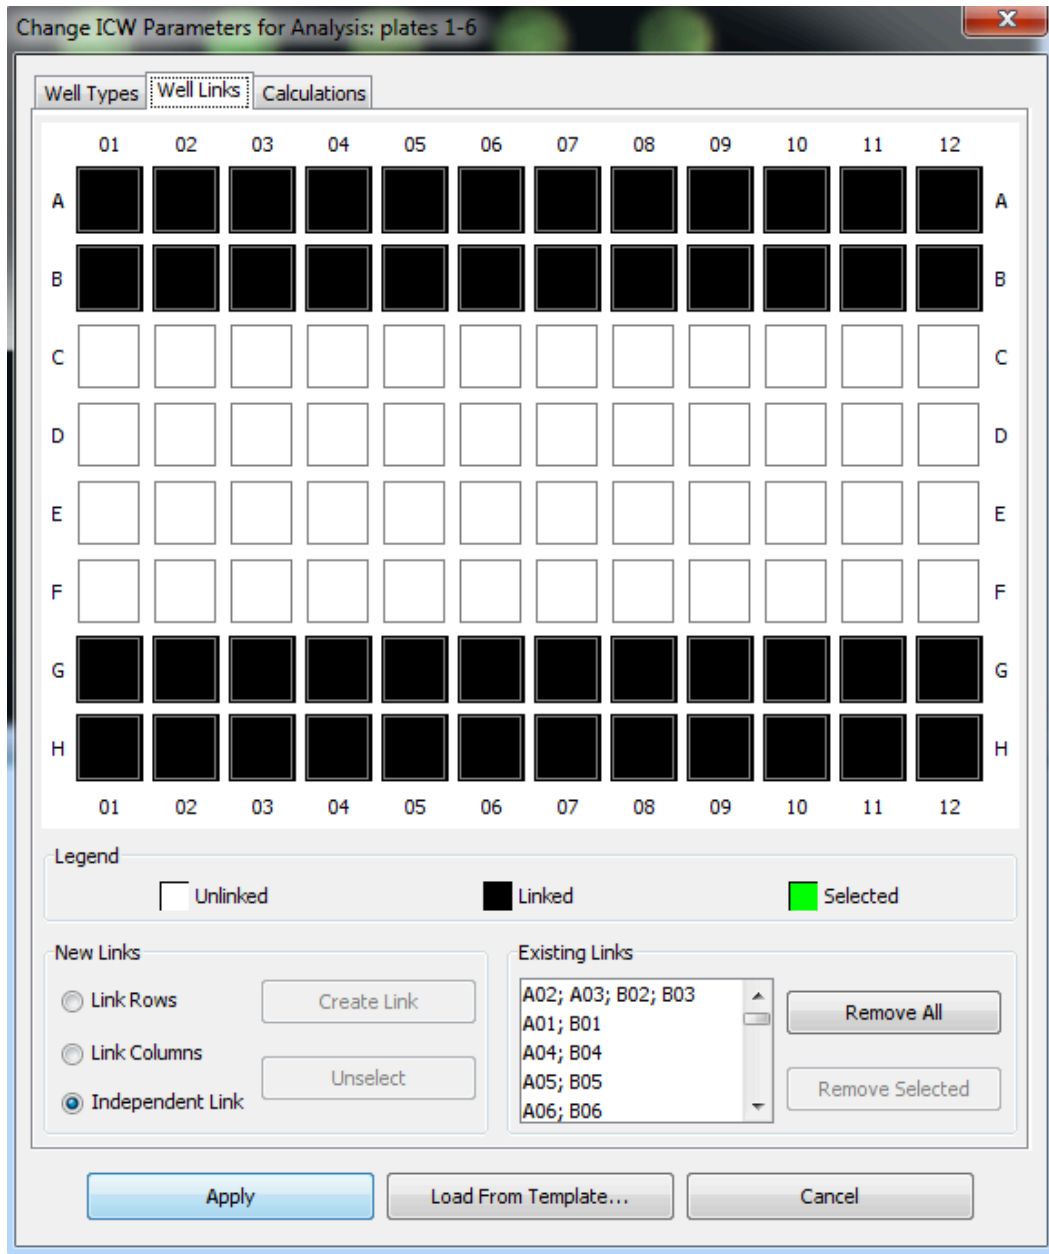 Change ICW Parameters for Analysis: plates 1-6
x
Well Types Well Links Calculations
01 02 03 04 05 06 07 08 09 10 11 12
A A
B B
C C
D D
E E
F F
G G
H H
01 02 03 04 05 06 07 08 09 10 11 12
Legend
Unlinked Linked Selected
New Links
Link Rows
Create Link
Link Columns
Unselect
Independent Link
Existing Links
A02; A03; B02; B03
A01; B01
A04; B04
A05; B05
A06; B06
Remove All
Remove Selected
Apply Load From Template... Cancel